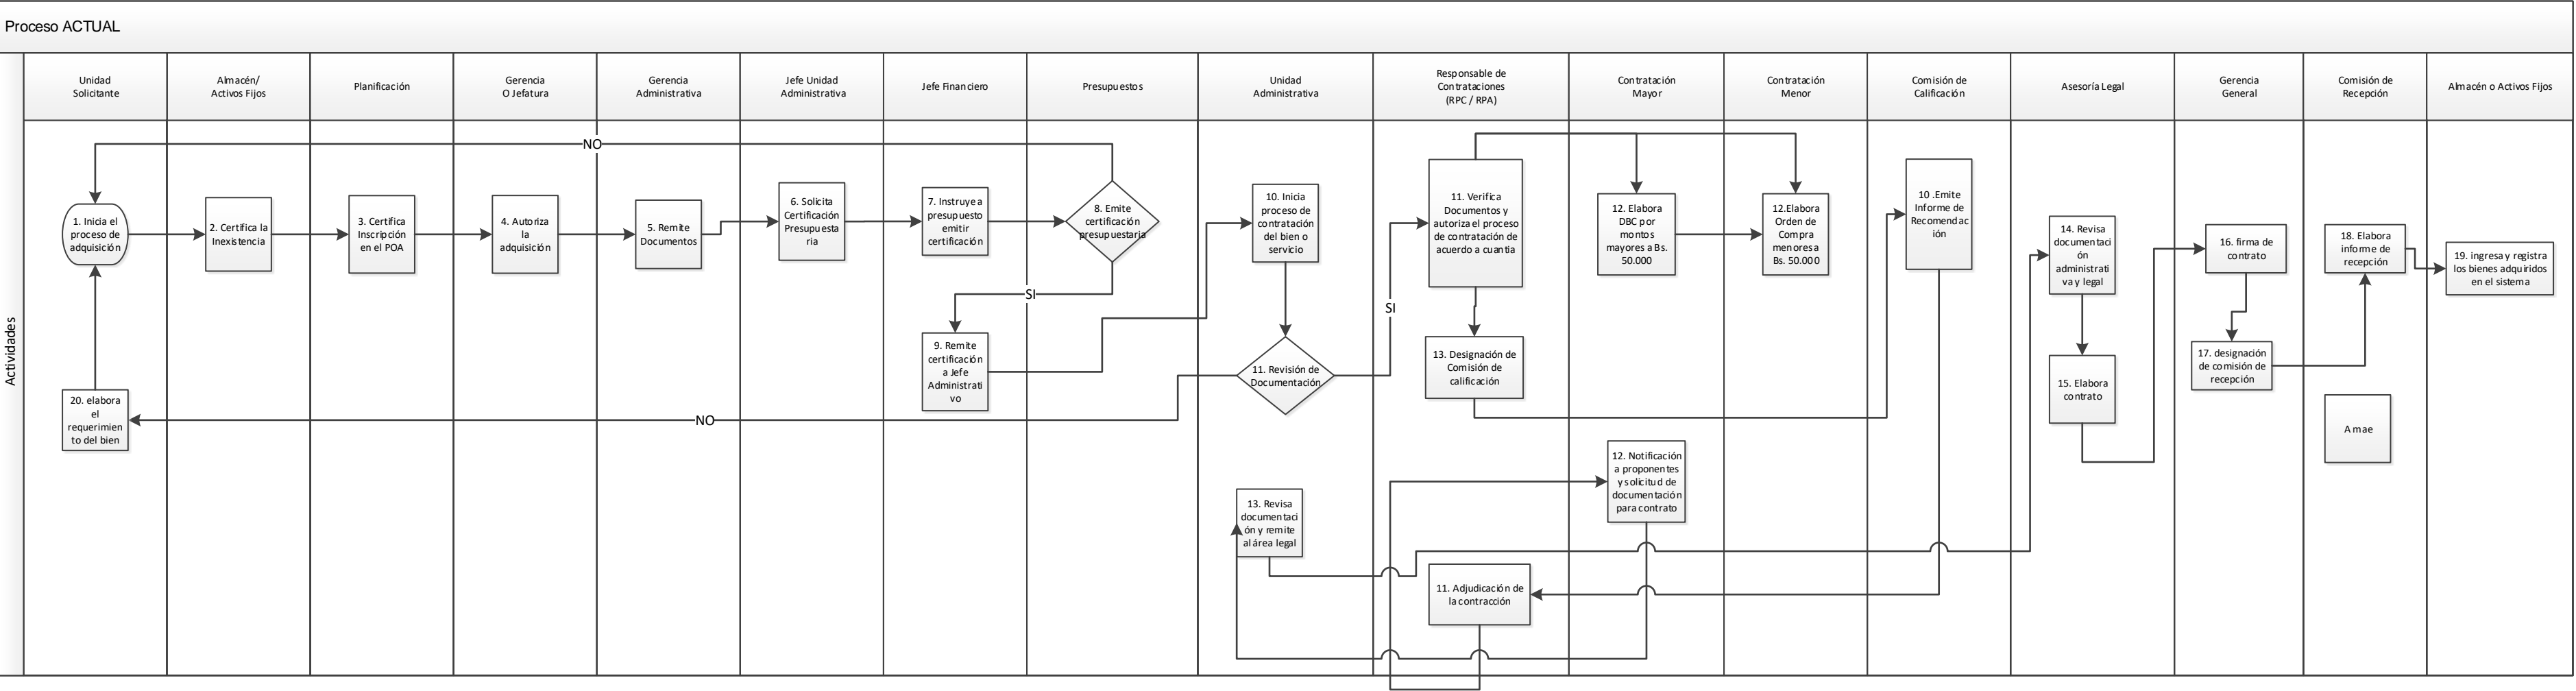 Proceso ACTUAL
Actividades
Unidad
Solicitante
Almacén/
Activos Fijos
Planificación
Gerencia
O Jefatura
Gerencia
Administrativa
Jefe Unidad
Administrativa
Jefe Financiero
Presupuestos
Unidad
Administrativa
Responsable de
Contrataciones
(RPC / RPA)
Contratación
Mayor
Contratación
Menor
Comisión de
Calificación
Asesoría Legal
Gerencia
General
Comisión de
Recepción
Almacén o Activos Fijos
NO
1. Inicia el
proceso de
adquisición
2. Certifica la
Inexistencia
3. Certifica
Inscripción
en el POA
4. Autoriza
la
adquisición
5. Remite
Documentos
6. Solicita
Certificación
Presupuesta
ria
7. Instruye a
presupuesto
emitir
certificación
8. Emite
certificación
presupuestaria
SI
9. Remite
certificación
a Jefe
Administrati
vo
10. Inicia
proceso de
contratación
del bien o
servicio
11. Revisión de
Documentación
SI
NO
20. elabora
el
requerimien
to del bien
11. Verifica
Documentos y
autoriza el proceso
de contratación de
acuerdo a cuantia
13. Designación de
Comisión de
calificación
12. Elabora
DBC por
montos
mayores a Bs.
50.000
12.Elabora
Orden de
Compra
menores a
Bs. 50.000
10 .Emite
Informe de
Recomendac
ión
12. Notificación
a proponentes
y solicitud de
documentación
para contrato
13. Revisa
documentaci
ón y remite
al área legal
11. Adjudicación de
la contracción
14. Revisa
documentaci
ón
administrati
va y legal
15. Elabora
contrato
16. firma de
contrato
17. designación
de comisión de
recepción
18. Elabora
informe de
recepción
A mae
19. ingresa y registra
los bienes adquiridos
en el sistema